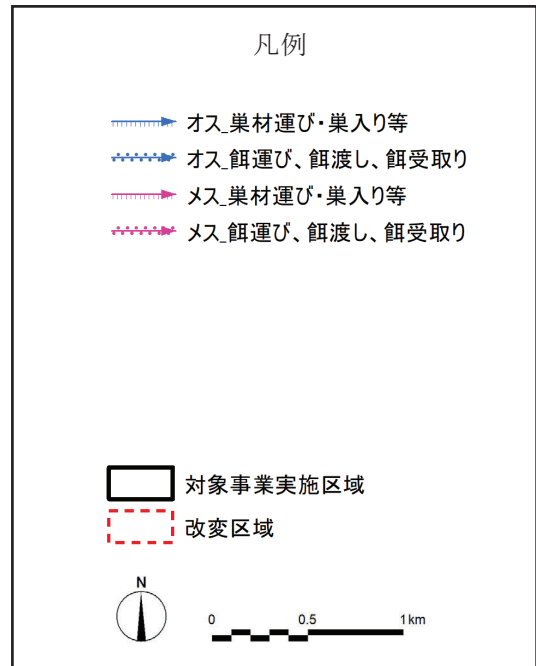 凡例
オス_巣材運び・巣入り等
オス_餌運び、餌渡し、餌受取り
メス_巣材運び・巣入り等
メス_餌運び、餌渡し、餌受取り
対象事業実施区域
改変区域
N
0 0.5 1km